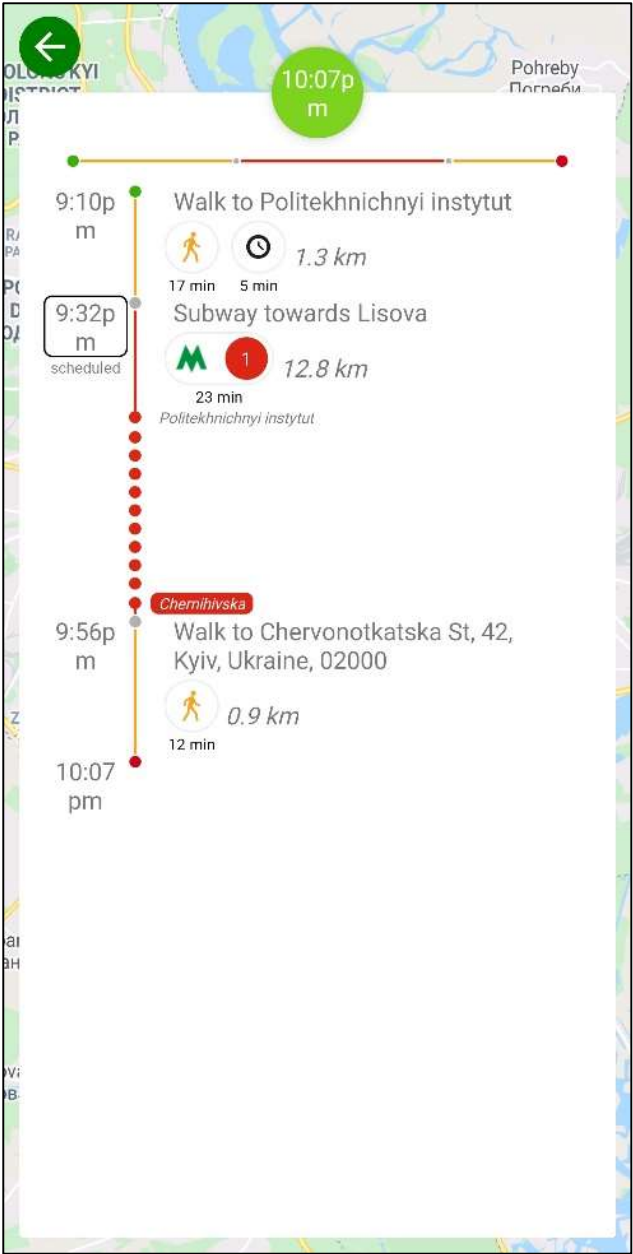 10:07p
m
Pohreby
9:10p
m
Walk to Politekhnichnyi instytut
1.3 km
17 min
5 min
9:32p
m
scheduled
Subway towards Lisova
1
12.8 km
23 min
Politekhnichnyi instytut
Chernihivska
9:56p
m
Walk to Chervonotkatska St, 42,
Kyiv, Ukraine, 02000
0.9 km
12 min
10:07
pm